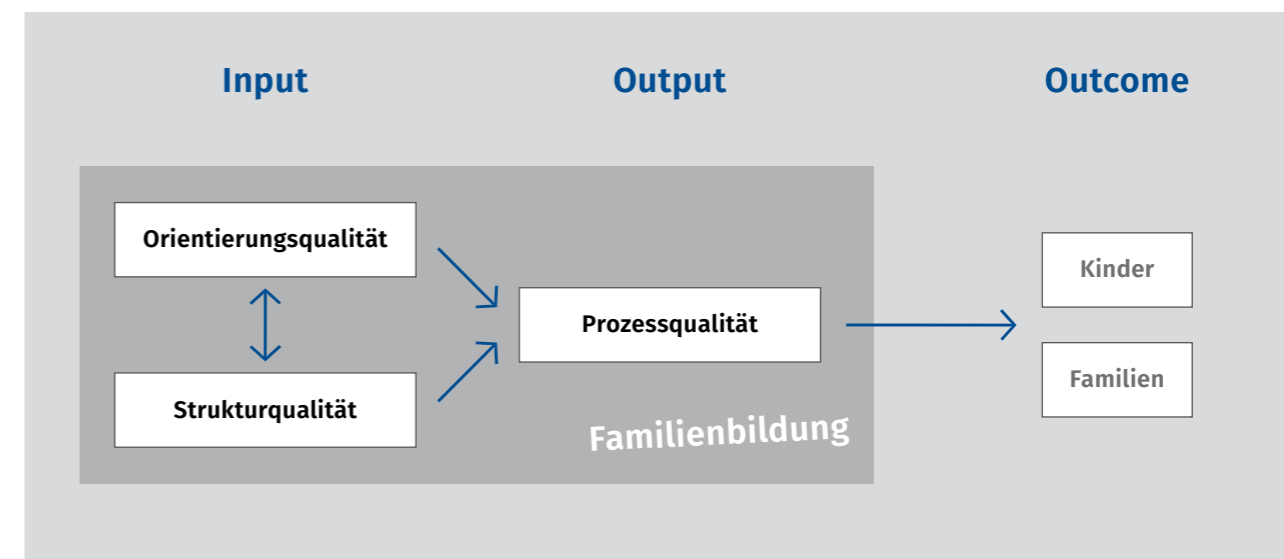 Input
Output
Outcome
Orientierungsqualität
Strukturqualität
Prozessqualität
Familienbildung
Kinder
Familien